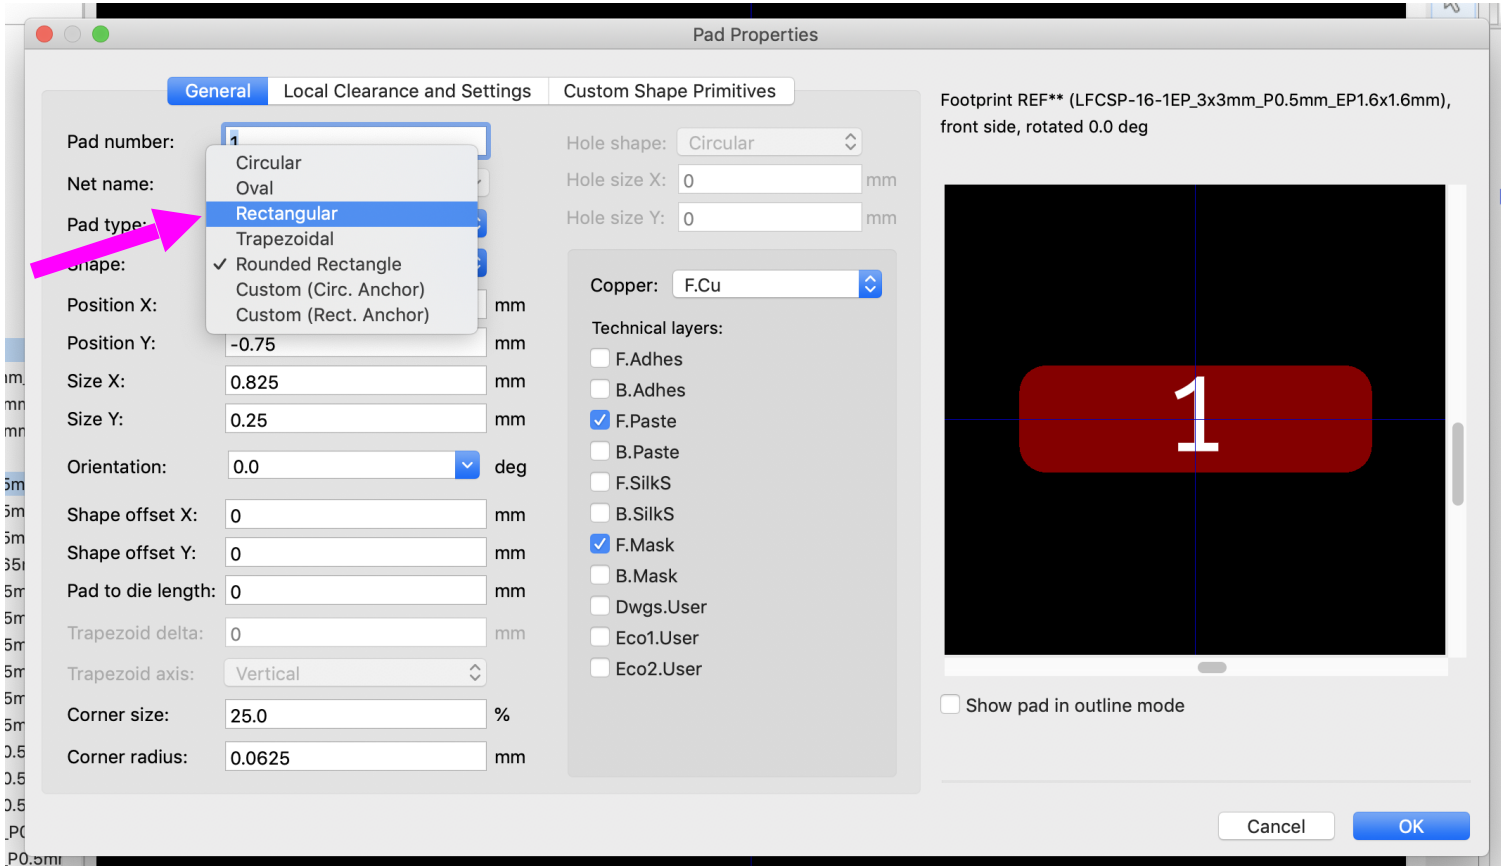 Pad Properties
General
Local Clearance and Settings
Custom Shape Primitives
Pad number:
1
Net name:
Pad type:
Shape:
Circular
Oval
Rectangular
Trapezoidal
✓ Rounded Rectangle
Custom (Circ. Anchor)
Custom (Rect. Anchor)
Position X:
mm
Position Y:
-0.75
mm
Size X:
0.825
mm
Size Y:
0.25
mm
Orientation:
0.0
deg
Shape offset X:
0
mm
Shape offset Y:
0
mm
Pad to die length:
0
mm
Trapezoid delta:
0
mm
Trapezoid axis:
Vertical
Corner size:
25.0
%
Corner radius:
0.0625
mm
Hole shape:
Circular
Hole size X:
0
mm
Hole size Y:
0
mm
Copper:
F.Cu
Technical layers:
F.Adhes
B.Adhes
F.Paste
B.Paste
F.SilkS
B.SilkS
F.Mask
B.Mask
Dwgs.User
Eco1.User
Eco2.User
Footprint REF** (LFCSP-16-1EP_3x3mm_P0.5mm_EP1.6x1.6mm),
front side, rotated 0.0 deg
1
Show pad in outline mode
Cancel
OK